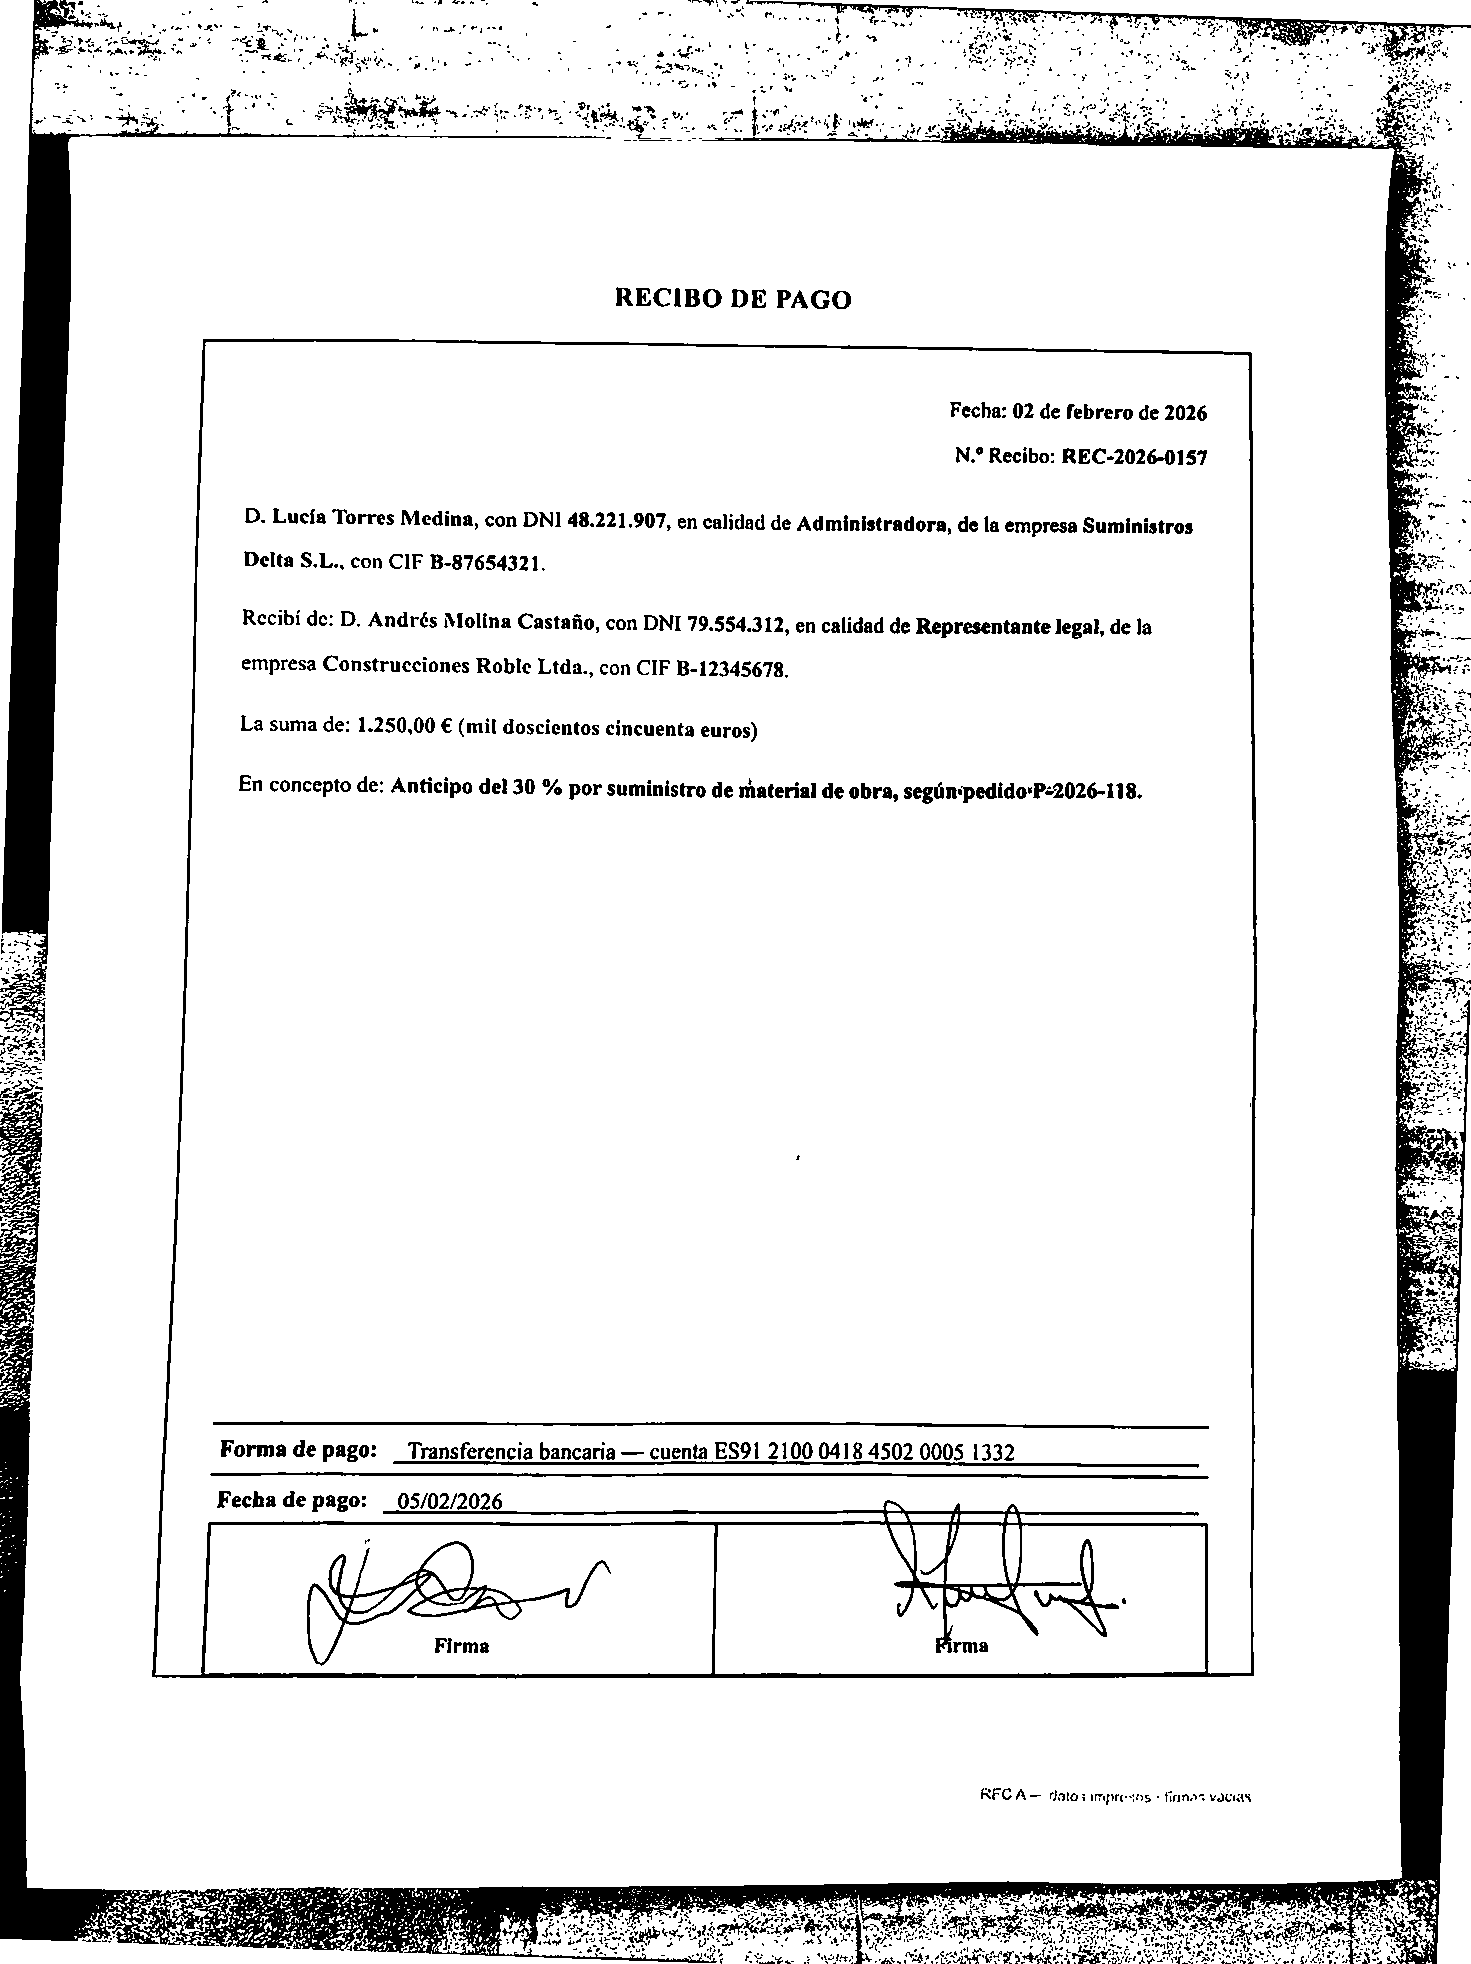 RECIBO DE PAGO
Fecha: 02 de febrero de 2026
N.º Recibo: REC-2026-0157
D. Lucía Torres Medina, con DNI 48.221.907, en calidad de Administradora, de la empresa Suministros
Delta S.L., con CIF B-87654321.
Recibí de: D. Andrés Molina Castaño, con DNI 79.554.312, en calidad de Representante legal, de la
empresa Construcciones Roble Ltda., con CIF B-12345678.
La suma de: 1.250,00 € (mil doscientos cincuenta euros)
En concepto de: Anticipo del 30 % por suministro de material de obra, según pedido P-2026-118.
Forma de pago: Transferencia bancaria — cuenta ES91 2100 0418 4502 0005 1332
Fecha de pago: 05/02/2026
Firma Firma
REC A — datos impresos · firmas vacías